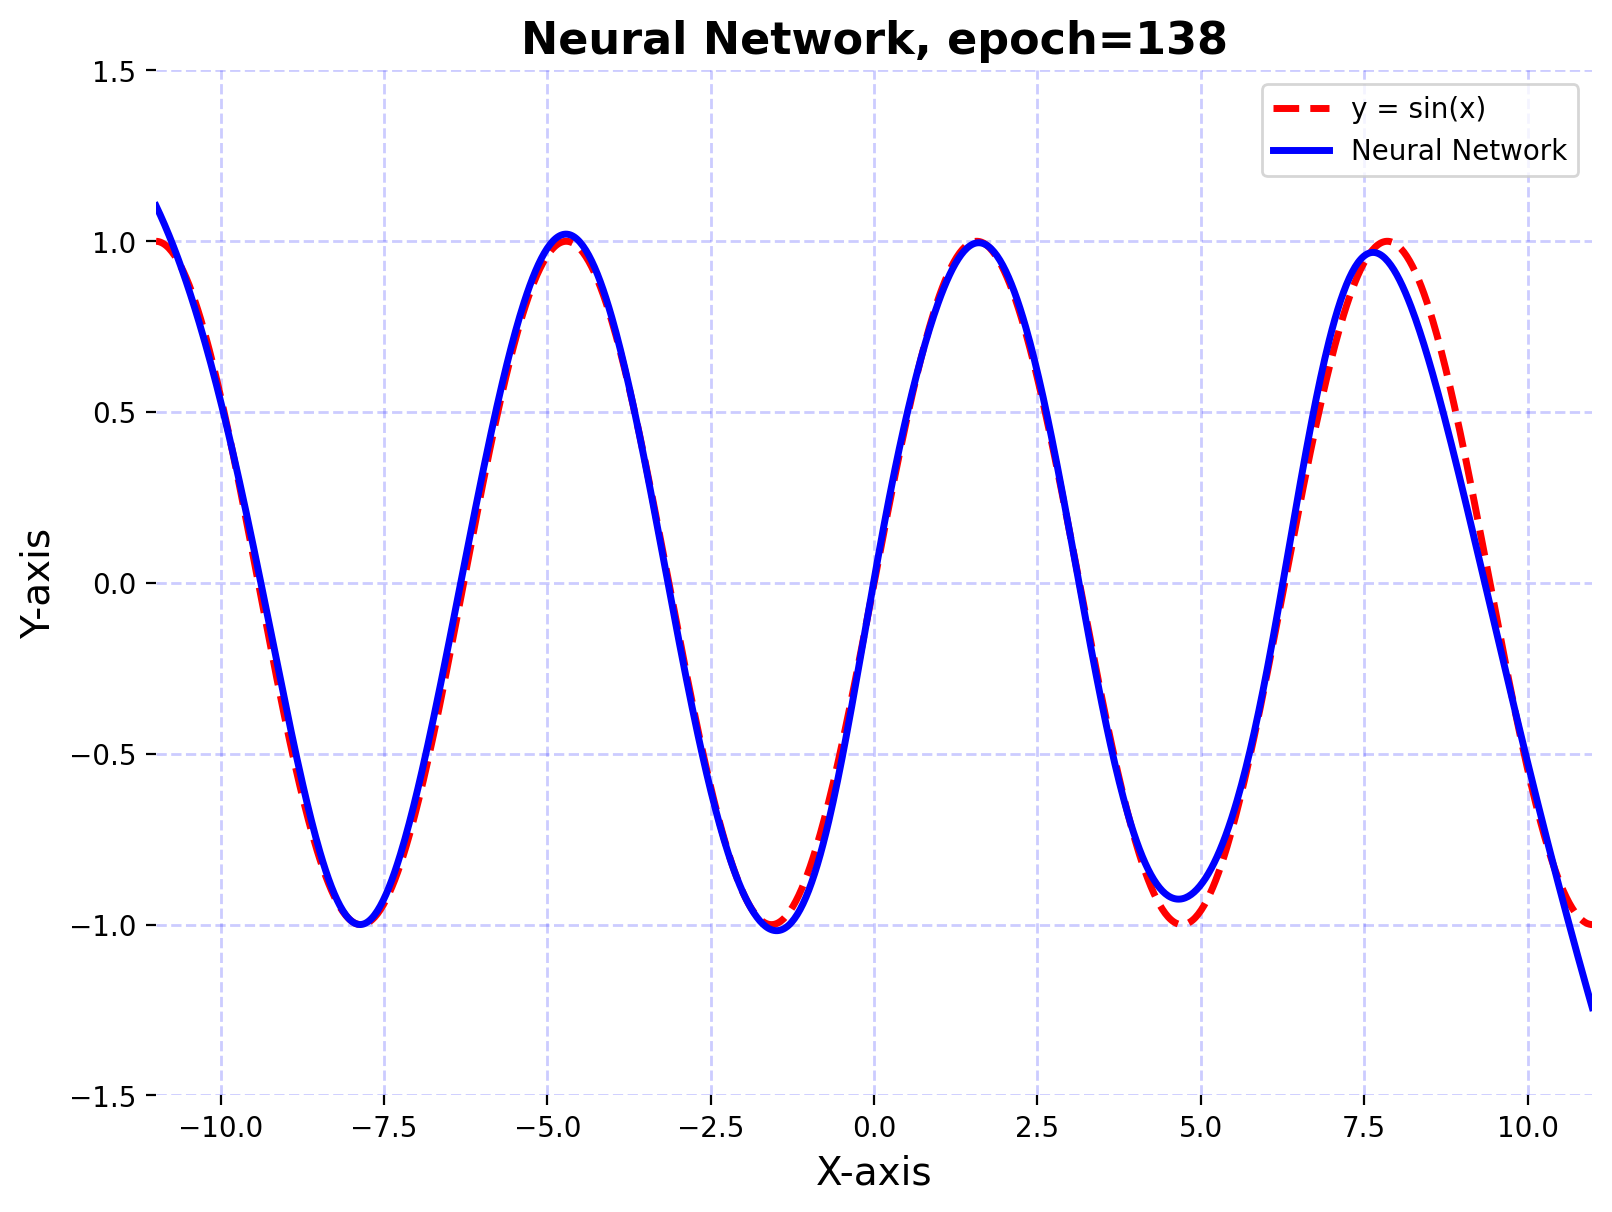 Neural Network, epoch=138
y = sin(x)
Neural Network
1.5
1.0
0.5
0.0
−0.5
−1.0
−1.5
Y-axis
−10.0 −7.5 −5.0 −2.5 0.0 2.5 5.0 7.5 10.0
X-axis